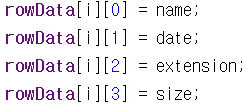 rowData[i][0] = name;
rowData[i][1] = date;
rowData[i][2] = extension;
rowData[i][3] = size;